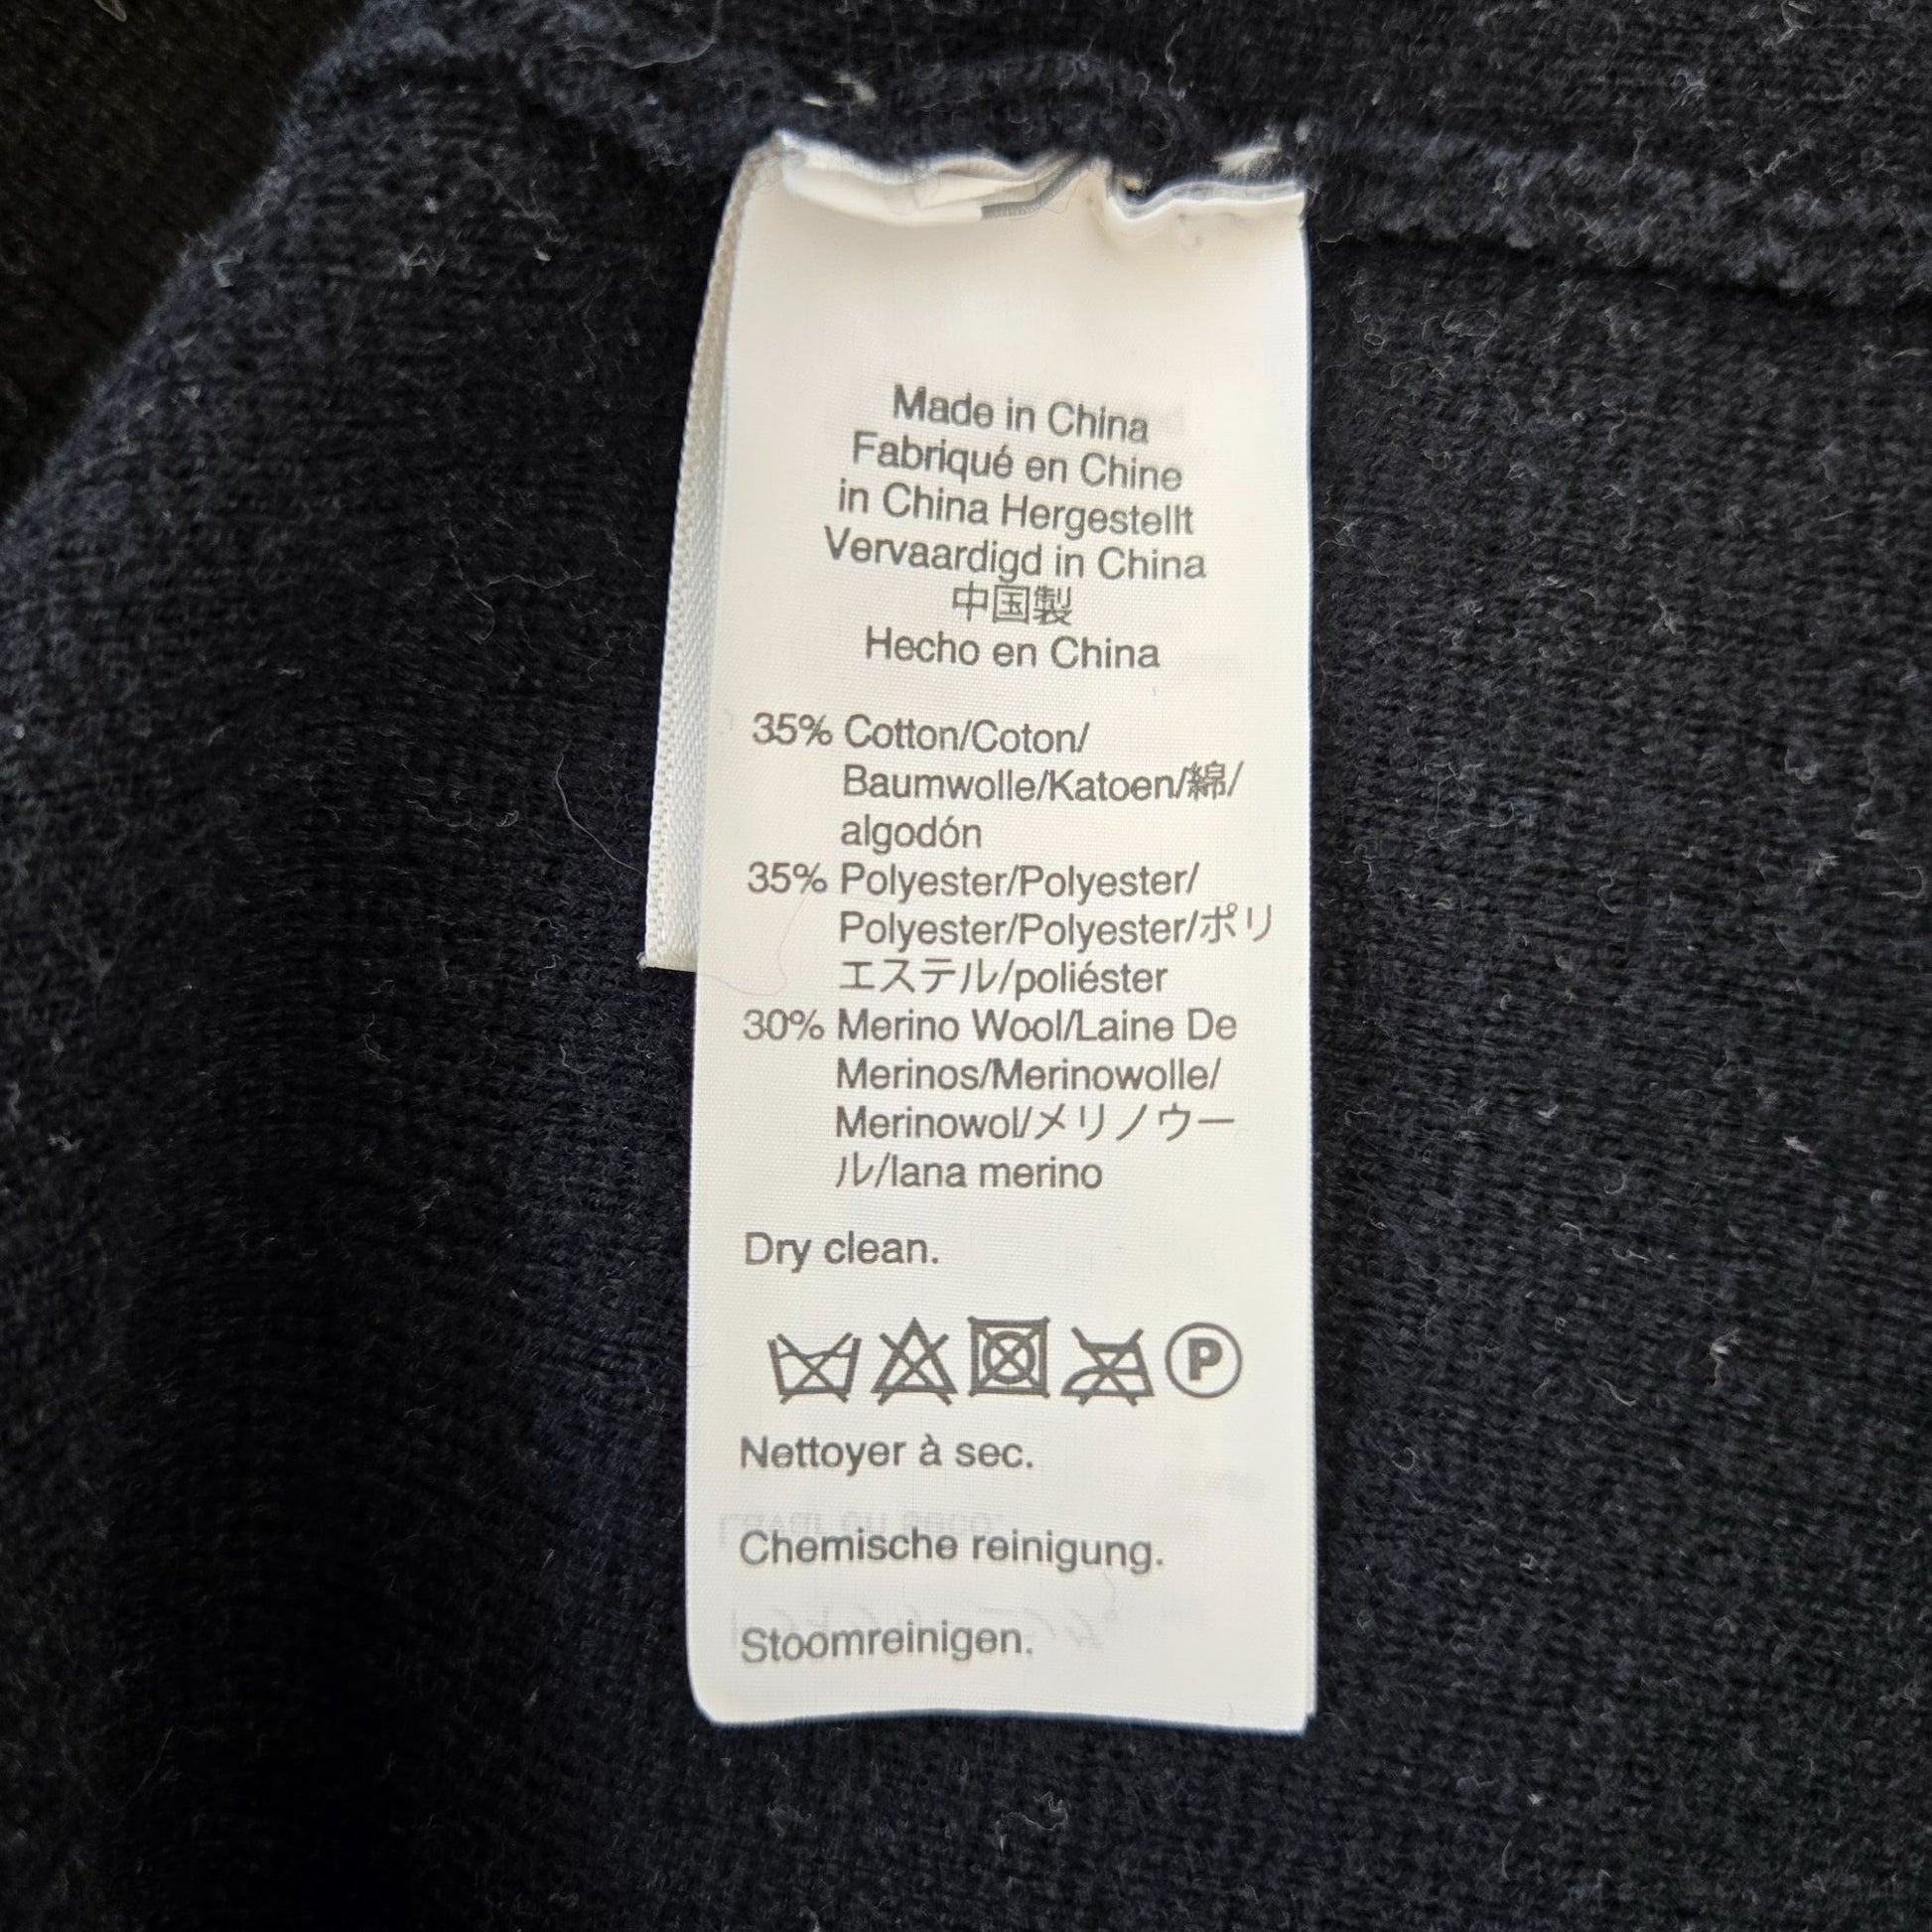 Made in China
Fabriqué en Chine
in China Hergestellt
Vervaardigd in China
中国製
Hecho en China
35% Cotton/Coton/
Baumwolle/Katoen/綿/
algodón
35% Polyester/Polyester/
Polyester/Polyester/ポリ
エステル/poliéster
30% Merino Wool/Laine De
Merinos/Merinowolle/
Merinowol/メリノウー
ル/lana merino
Dry clean.
P
Nettoyer à sec.
Chemische reinigung.
Stoomreinigen.